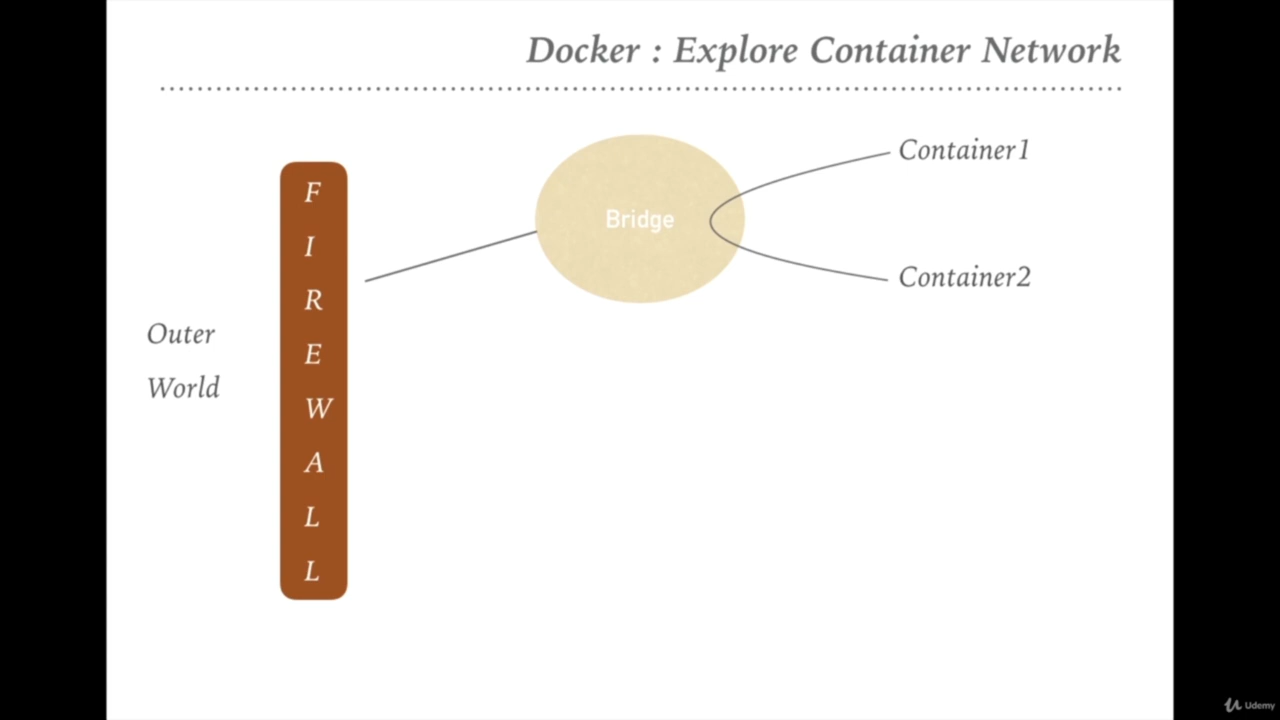 Docker : Explore Container Network
Container1
Bridge
Container2
Outer
World
F
I
R
E
W
A
L
L
Udemy